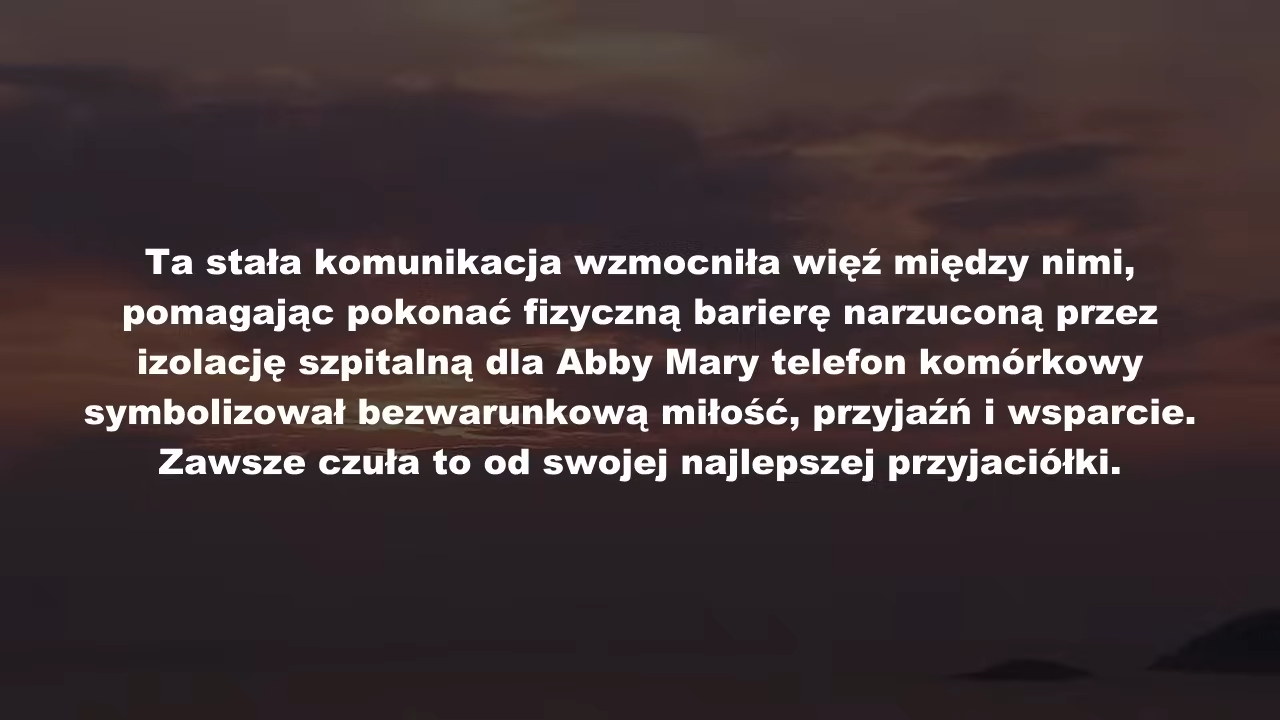 Ta stała komunikacja wzmocniła więź między nimi,
pomagając pokonać fizyczną barierę narzuconą przez
izolację szpitalną dla Abby Mary telefon komórkowy
symbolizował bezwarunkową miłość, przyjaźń i wsparcie.
Zawsze czuła to od swojej najlepszej przyjaciółki.